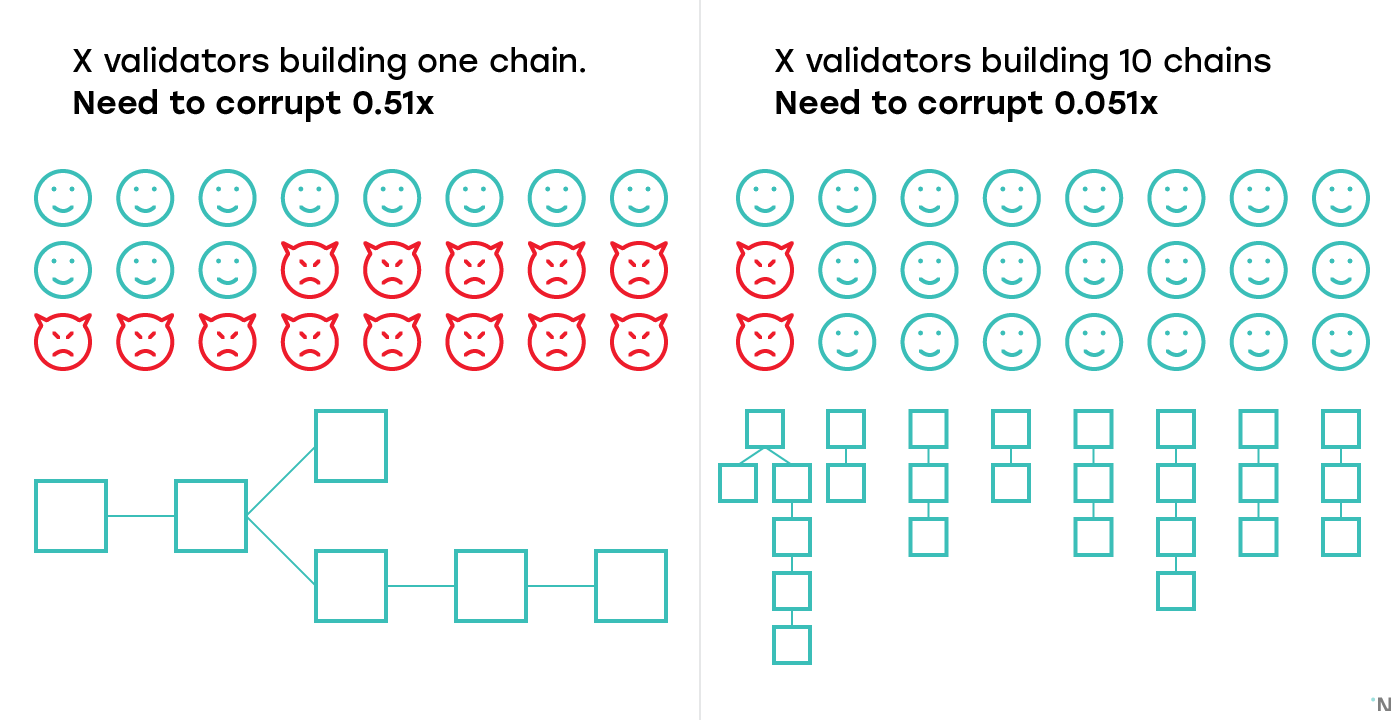 X validators building one chain.
Need to corrupt 0.51x
X validators building 10 chains
Need to corrupt 0.051x
N